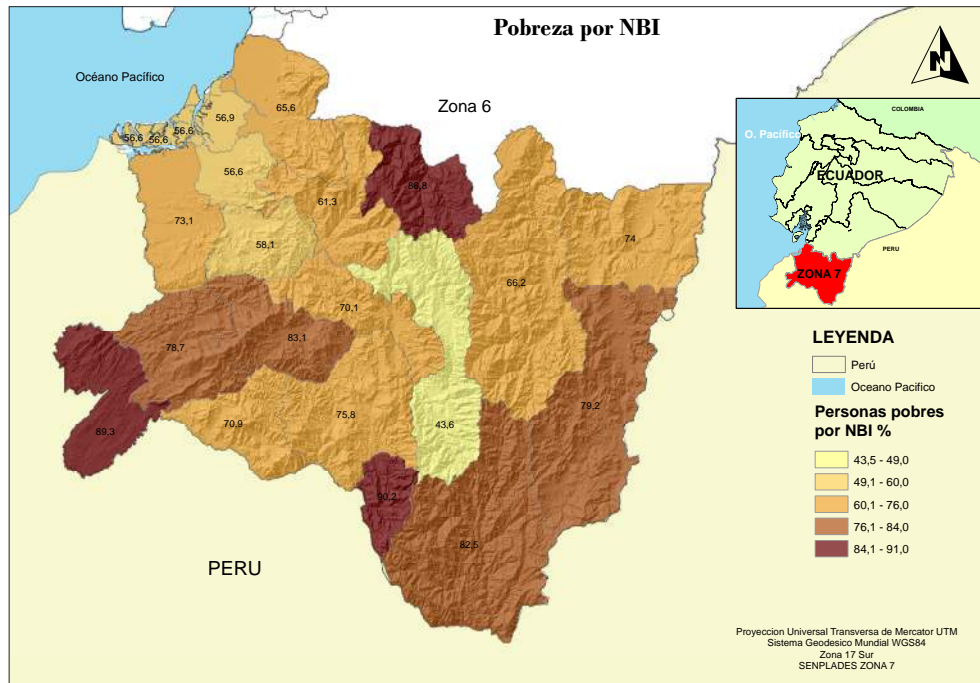 Pobreza por NBI
Océano Pacífico
Zona 6
N
65,6
56,9
56,6
56,6
56,6
56,6
88,8
61,3
73,1
58,1
74
66,2
70,1
78,7
83,1
79,2
89,3
70,9
75,8
43,6
90,2
82,5
PERU
COLOMBIA
O. Pacifico
ECUADOR
PERU
ZONA 7
LEYENDA
Perú
Oceano Pacifico
Personas pobres
por NBI %
43,5 - 49,0
49,1 - 60,0
60,1 - 76,0
76,1 - 84,0
84,1 - 91,0
Proyeccion Universal Transversa de Mercator UTM
Sistema Geodesico Mundial WGS84
Zona 17 Sur
SENPLADES ZONA 7